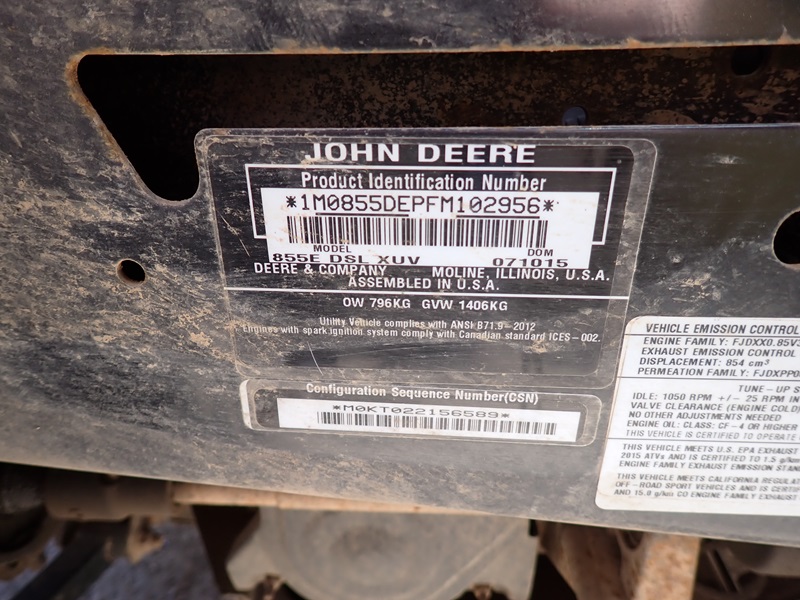 JOHN DEERE
Product Identification Number
*1M0855DEPFM102956*
MODEL DOM
855E DSL XUV 071015
DEERE & COMPANY MOLINE, ILLINOIS, U.S.A.
ASSEMBLED IN U.S.A.
OW 796KG GVW 1406KG
Utility Vehicle complies with ANSI B71.9-2012
Engines with spark ignition system comply with Canadian standard ICES-002.
Configuration Sequence Number(CSN)
*M0KT022156589*
VEHICLE EMISSION CONTROL
ENGINE FAMILY: FJDXX0.85V3
EXHAUST EMISSION CONTROL
DISPLACEMENT: 854 cm³
PERMEATION FAMILY: FJDXPP0
TUNE-UP S
IDLE: 1050 RPM +/- 25 RPM IN
VALVE CLEARANCE (ENGINE COLD)
NO OTHER ADJUSTMENTS NEEDED
ENGINE OIL: CLASS: CF-4 OR HIGHER
THIS VEHICLE IS CERTIFIED TO OPERATE
THIS VEHICLE MEETS U.S. EPA EXHAUST
2015 ATVs AND IS CERTIFIED TO 1.5 g/km
ENGINE FAMILY EXHAUST EMISSION STAN
THIS VEHICLE MEETS CALIFORNIA REGULAT
OFF-ROAD SPORT VEHICLES AND
AND 15.0 g/km CO ENGINE FAMILY EXHAUST